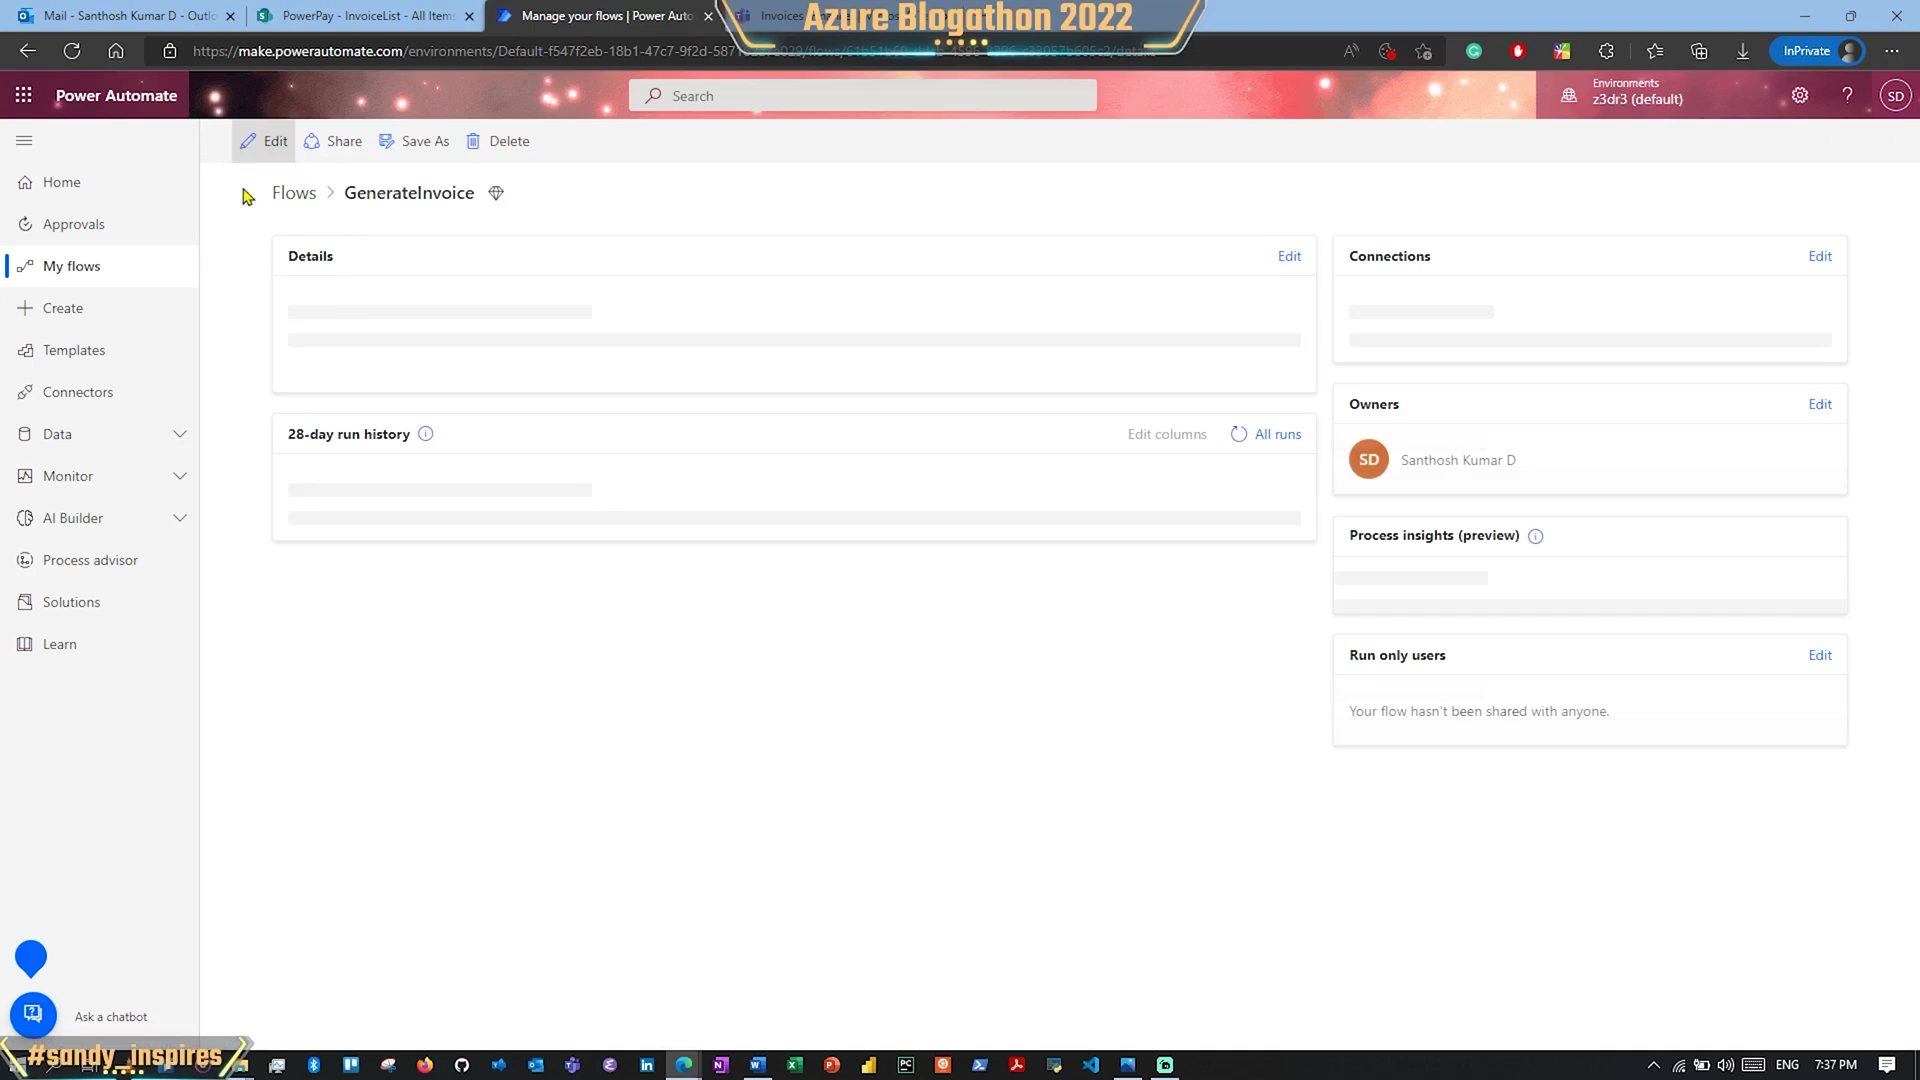 Mail - Santhosh Kumar D - Outlo
PowerPay - InvoiceList - All Items
Manage your flows | Power Auto
Invoices
Azure Blogathon 2022
https://make.powerautomate.com/environments/Default-f547f2eb-18b1-47c7-9f2d-587
InPrivate
Power Automate
Search
Environments
z3dr3 (default)
SD
Edit
Share
Save As
Delete
Home
Approvals
My flows
Create
Templates
Connectors
Data
Monitor
AI Builder
Process advisor
Solutions
Learn
Flows > GenerateInvoice
Details
Edit
28-day run history
Edit columns
All runs
Connections
Edit
Owners
Edit
SD
Santhosh Kumar D
Process insights (preview)
Run only users
Edit
Your flow hasn't been shared with anyone.
Ask a chatbot
#sandy_inspires
ENG
7:37 PM